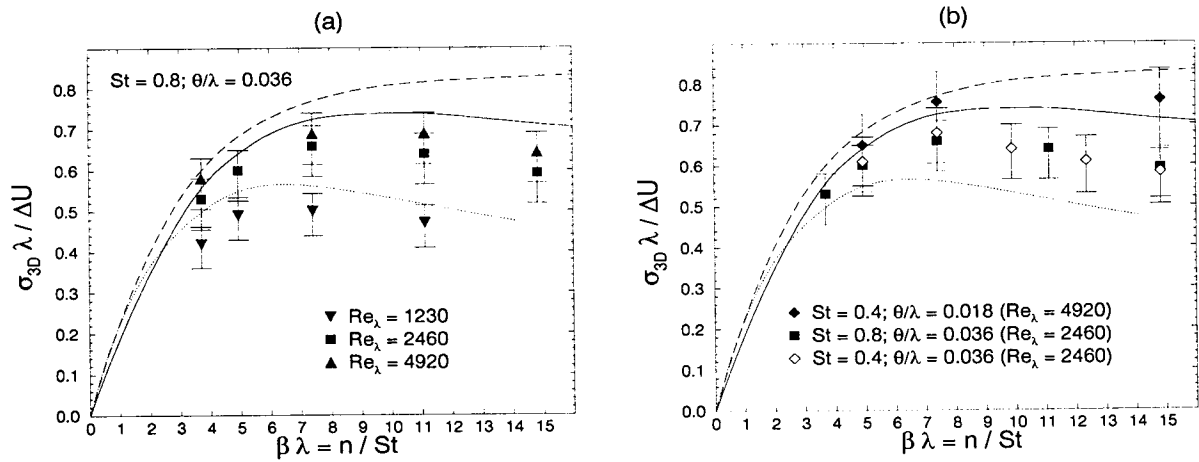 (a)
St = 0.8; θ/λ = 0.036
0.8
0.7
0.6
0.5
0.4
0.3
0.2
0.1
0.0
σ3D λ / ΔU
Reλ = 1230
Reλ = 2460
Reλ = 4920
0 1 2 3 4 5 6 7 8 9 10 11 12 13 14 15
β λ = n / St
(b)
0.8
0.7
0.6
0.5
0.4
0.3
0.2
0.1
0.0
σ3D λ / ΔU
St = 0.4; θ/λ = 0.018 (Reλ = 4920)
St = 0.8; θ/λ = 0.036 (Reλ = 2460)
St = 0.4; θ/λ = 0.036 (Reλ = 2460)
0 1 2 3 4 5 6 7 8 9 10 11 12 13 14 15
β λ = n / St